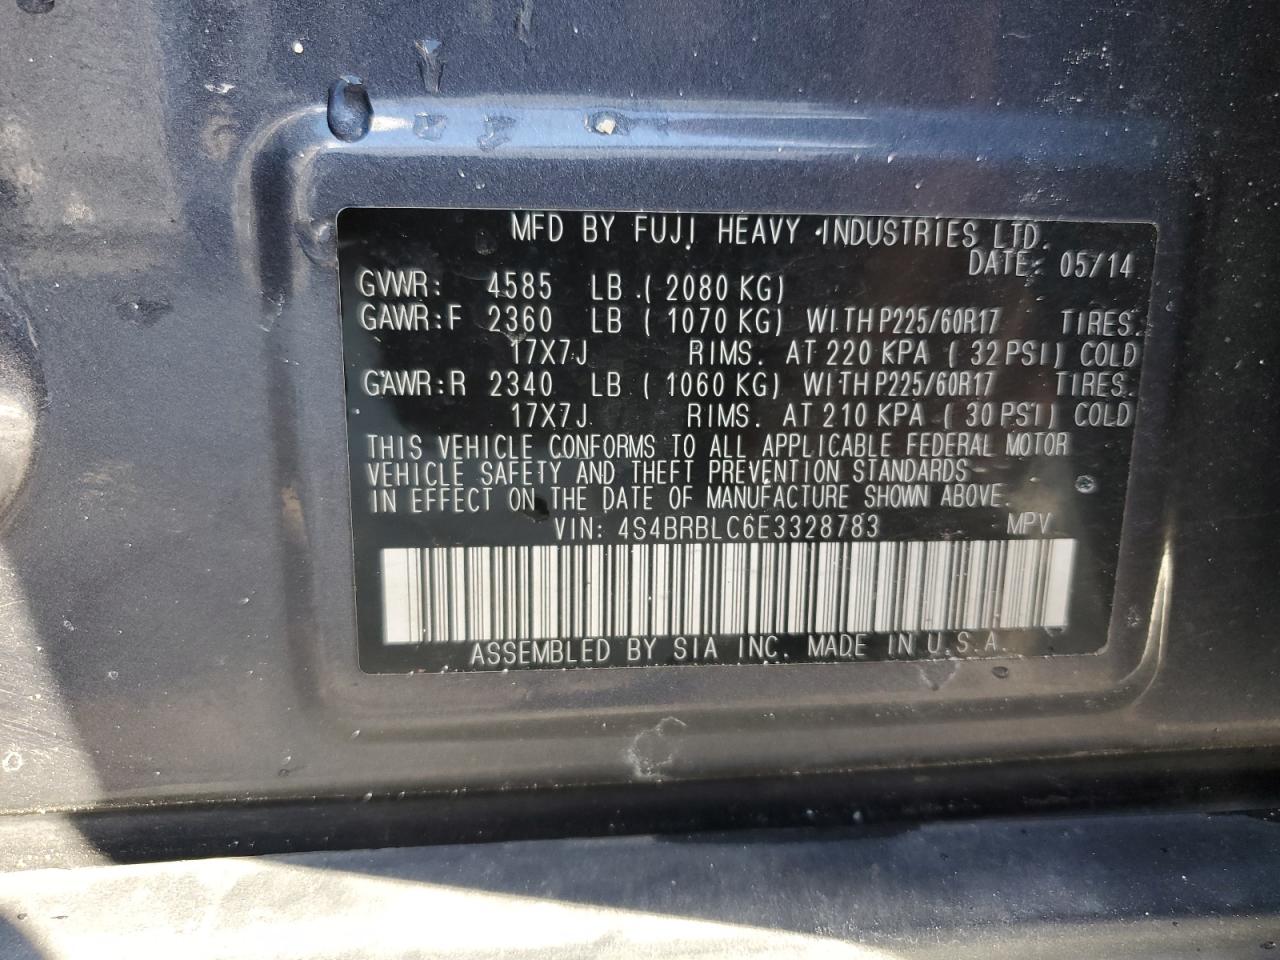 MFD BY FUJI HEAVY INDUSTRIES LTD.
DATE: 05/14
GVWR: 4585 LB ( 2080 KG)
GAWR:F 2360 LB ( 1070 KG) WITH P225/60R17 TIRES.
17X7J RIMS. AT 220 KPA ( 32 PSI) COLD
GAWR:R 2340 LB ( 1060 KG) WITH P225/60R17 TIRES.
17X7J RIMS. AT 210 KPA ( 30 PSI) COLD
THIS VEHICLE CONFORMS TO ALL APPLICABLE FEDERAL MOTOR
VEHICLE SAFETY AND THEFT PREVENTION STANDARDS
IN EFFECT ON THE DATE OF MANUFACTURE SHOWN ABOVE.
VIN: 4S4BRBLC6E3328783 MPV
ASSEMBLED BY SIA INC. MADE IN U.S.A.